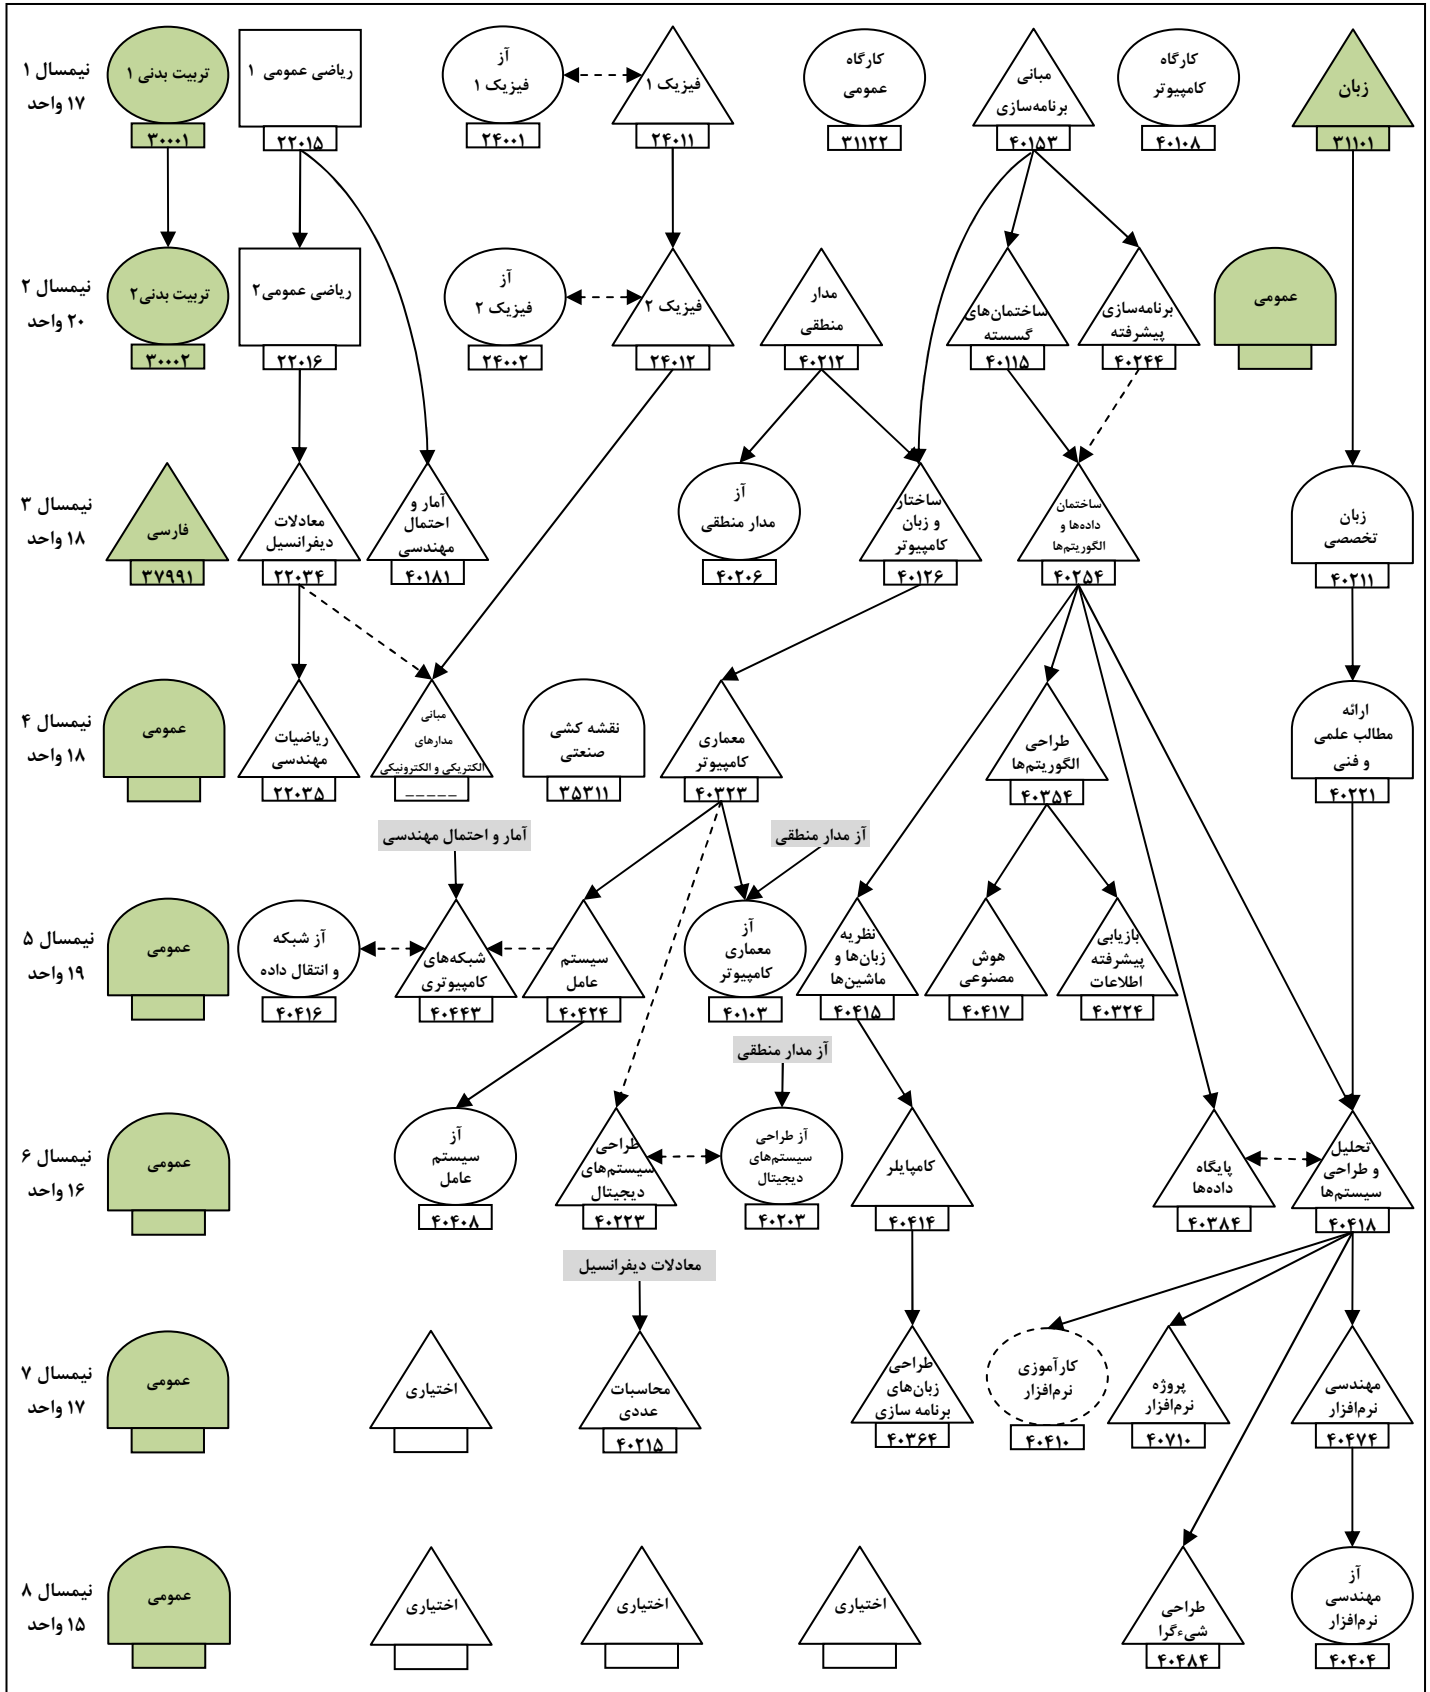 نیمسال ۱
۱۷ واحد
زبان
۳۱۱۰۱
کارگاه
کامپیوتر
۴۰۱۰۸
مبانی
برنامه‌سازی
۴۰۱۵۳
کارگاه
عمومی
۳۱۱۲۲
فیزیک ۱
۲۴۰۱۱
آز
فیزیک ۱
۲۴۰۰۱
ریاضی عمومی ۱
۲۲۰۱۵
تربیت بدنی ۱
۳۰۰۰۱
نیمسال ۲
۲۰ واحد
عمومی
برنامه‌سازی
پیشرفته
۴۰۲۴۴
ساختمان‌های
گسسته
۴۰۱۱۵
مدار
منطقی
۴۰۲۱۲
فیزیک ۲
۲۴۰۱۲
آز
فیزیک ۲
۲۴۰۰۲
ریاضی عمومی۲
۲۲۰۱۶
تربیت بدنی۲
۳۰۰۰۲
نیمسال ۳
۱۸ واحد
زبان
تخصصی
۴۰۲۱۱
ساختمان
داده‌ها و
الگوریتم‌ها
۴۰۲۵۴
ساختار
و زبان
کامپیوتر
۴۰۱۲۶
آز
مدار منطقی
۴۰۲۰۶
آمار و
احتمال
مهندسی
۴۰۱۸۱
معادلات
دیفرانسیل
۲۲۰۳۴
فارسی
۳۷۹۹۱
نیمسال ۴
۱۸ واحد
ارائه
مطالب علمی
و فنی
۴۰۲۲۱
طراحی
الگوریتم‌ها
۴۰۳۵۴
معماری
کامپیوتر
۴۰۳۲۳
نقشه کشی
صنعتی
۳۵۳۱۱
مبانی
مدارهای
الکتریکی و الکترونیکی
_____
ریاضیات
مهندسی
۲۲۰۳۵
عمومی
آز مدار منطقی
آمار و احتمال مهندسی
نیمسال ۵
۱۹ واحد
بازیابی
پیشرفته
اطلاعات
۴۰۳۲۴
هوش
مصنوعی
۴۰۴۱۷
نظریه
زبان‌ها و
ماشین‌ها
۴۰۴۱۵
آز
معماری
کامپیوتر
۴۰۱۰۳
سیستم
عامل
۴۰۴۲۴
شبکه‌های
کامپیوتری
۴۰۴۴۳
آز شبکه
و انتقال داده
۴۰۴۱۶
عمومی
آز مدار منطقی
نیمسال ۶
۱۶ واحد
تحلیل
و طراحی
سیستم‌ها
۴۰۴۱۸
پایگاه
داده‌ها
۴۰۳۸۴
کامپایلر
۴۰۴۱۴
آز طراحی
سیستم‌های
دیجیتال
۴۰۲۰۳
طراحی
سیستم‌های
دیجیتال
۴۰۲۲۳
آز
سیستم
عامل
۴۰۴۰۸
عمومی
معادلات دیفرانسیل
نیمسال ۷
۱۷ واحد
مهندسی
نرم‌افزار
۴۰۴۷۴
پروژه
نرم‌افزار
۴۰۷۱۰
کارآموزی
نرم‌افزار
۴۰۴۱۰
طراحی
زبان‌های
برنامه سازی
۴۰۳۶۴
محاسبات
عددی
۴۰۲۱۵
اختیاری
عمومی
نیمسال ۸
۱۵ واحد
آز
مهندسی
نرم‌افزار
۴۰۴۰۴
طراحی
شیءگرا
۴۰۴۸۴
اختیاری
اختیاری
اختیاری
عمومی